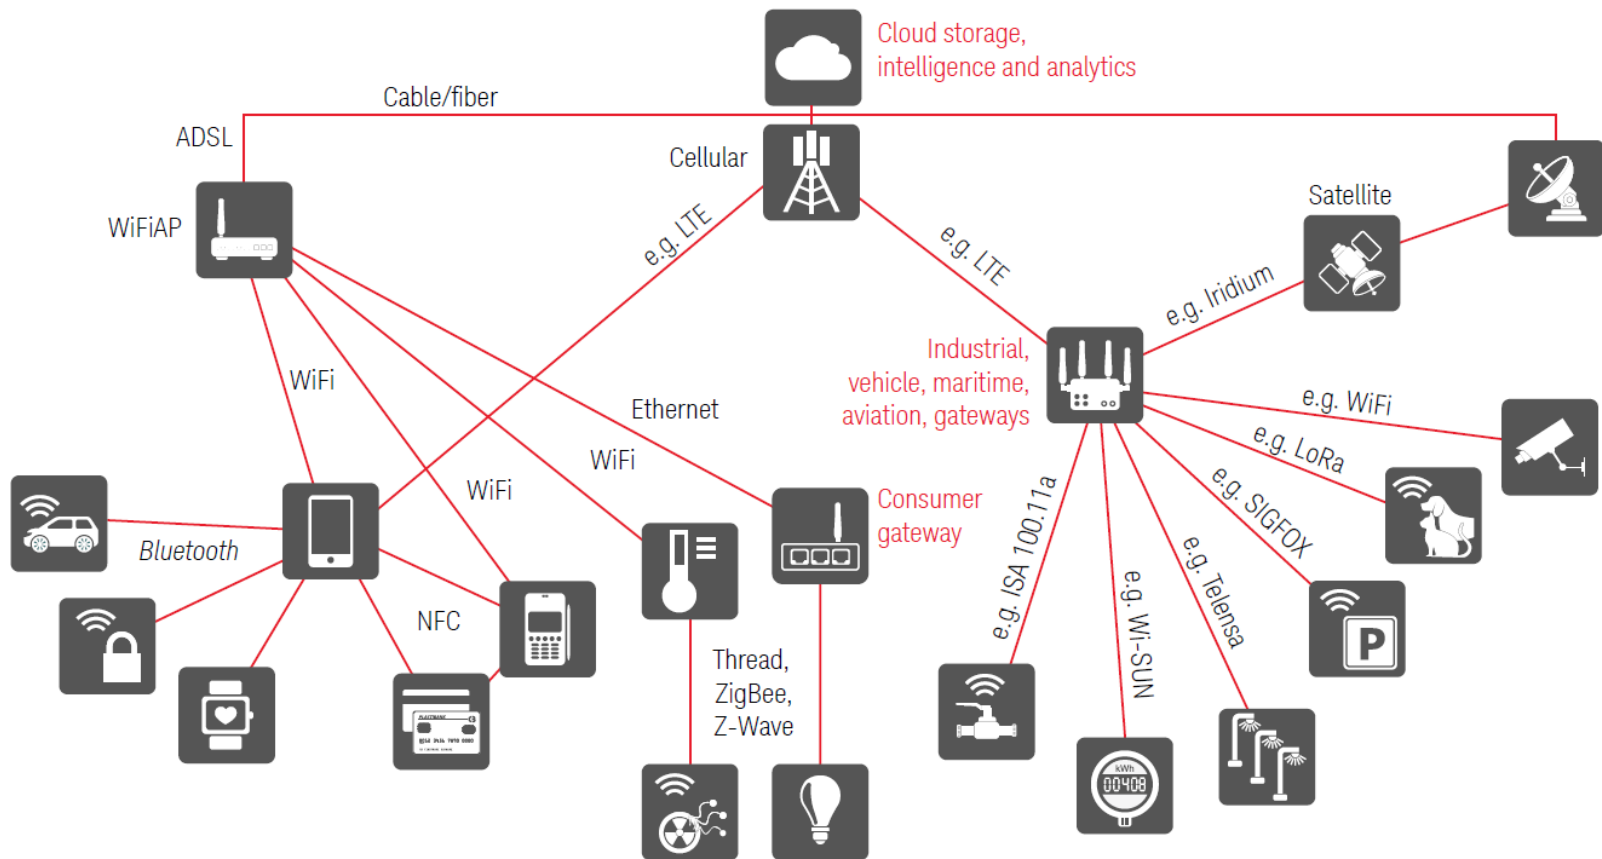 Cloud storage,
intelligence and analytics
Cable/fiber
ADSL
Cellular
WiFiAP
e.g. LTE
e.g. LTE
Satellite
e.g. Iridium
Industrial,
vehicle, maritime,
aviation, gateways
WiFi
Ethernet
WiFi
WiFi
e.g. WiFi
e.g. LoRa
e.g. SIGFOX
e.g. Telensa
e.g. Wi-SUN
e.g. ISA 100.11a
Consumer
gateway
Bluetooth
NFC
Thread,
ZigBee,
Z-Wave
P
kWh
00408